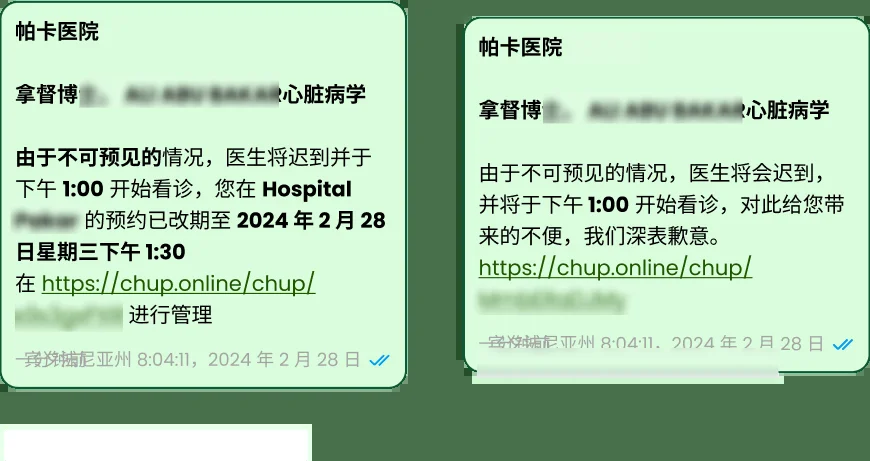 帕卡医院
拿督博 心脏病学
由于不可预见的情况，医生将迟到并于
下午 1:00 开始看诊，您在 Hospital
的预约已改期至 2024 年 2 月 28
日星期三下午 1:30
在 https://chup.online/chup/
进行管理
尼亚州 8:04:11，2024 年 2 月 28 日
帕卡医院
拿督博 心脏病学
由于不可预见的情况，医生将会迟到，
并将于下午 1:00 开始看诊，对此给您带
来的不便，我们深表歉意。
https://chup.online/chup/
尼亚州 8:04:11，2024 年 2 月 28 日